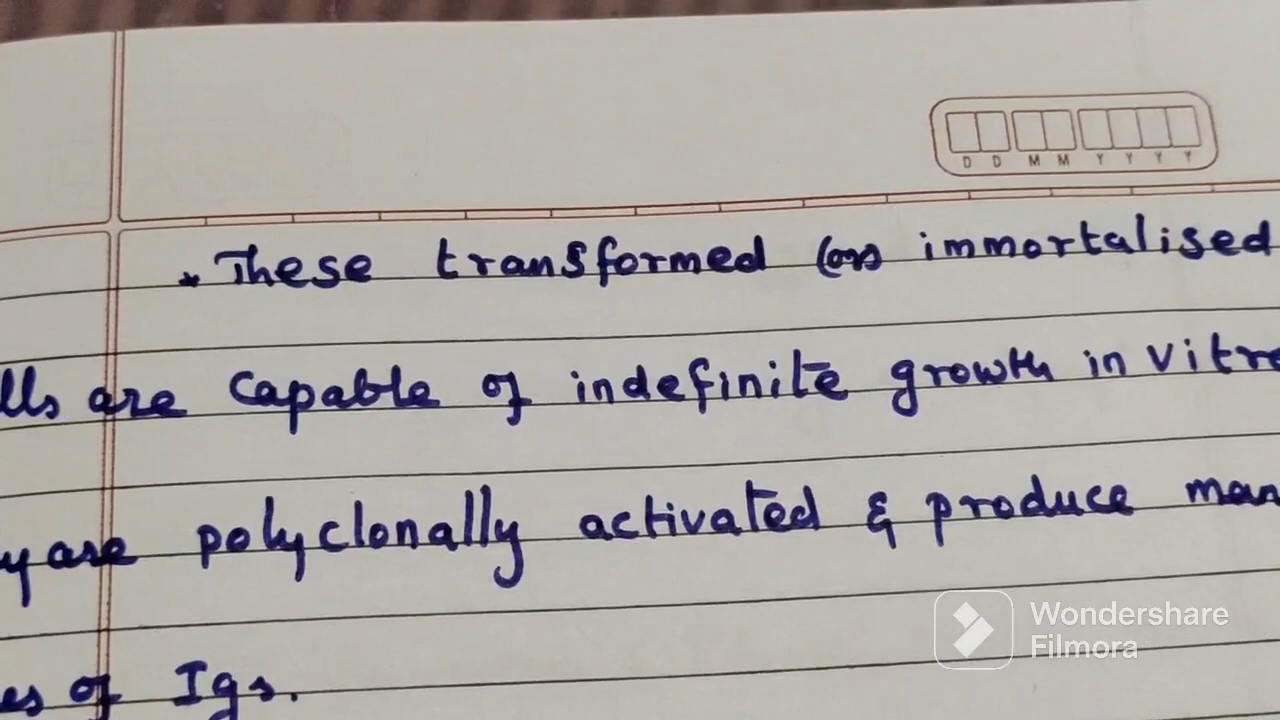 D D M M Y Y Y Y
* These transformed (or) immortalised
lls are capable of indefinite growth in vitro
y are polyclonally activated & produce man
es of Igs.
Wondershare
Filmora